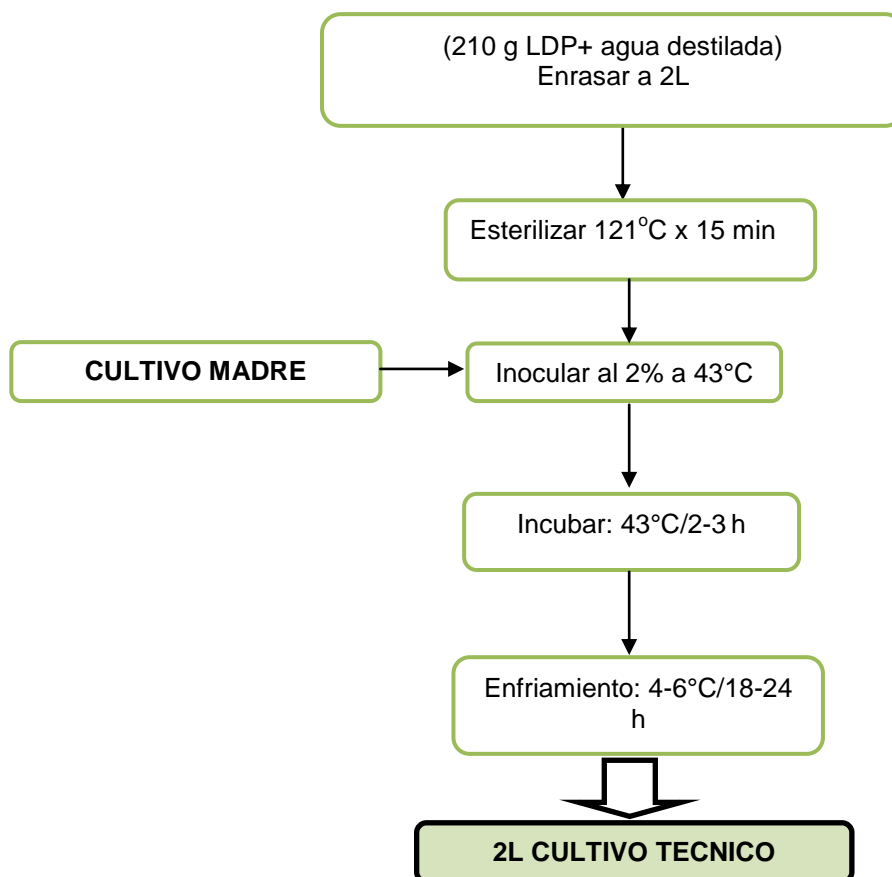 (210 g LDP+ agua destilada)
Enrasar a 2L
Esterilizar 121°C x 15 min
CULTIVO MADRE
Inocular al 2% a 43°C
Incubar: 43°C/2-3 h
Enfriamiento: 4-6°C/18-24
h
2L CULTIVO TECNICO